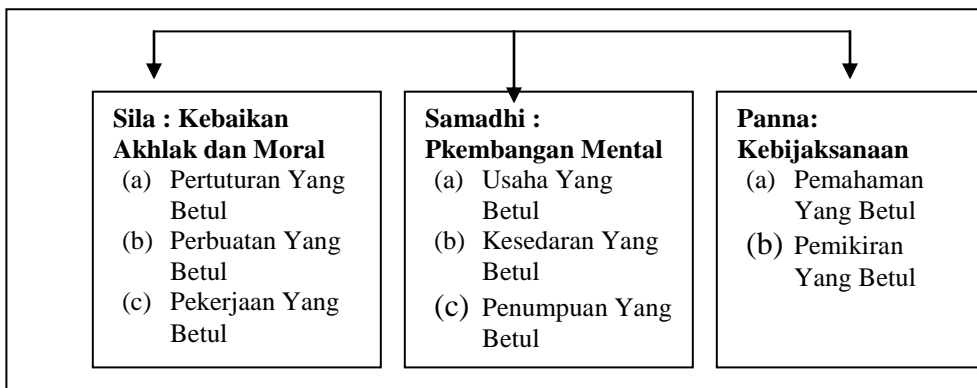 Sila : Kebaikan
Akhlak dan Moral
(a) Pertuturan Yang
Betul
(b) Perbuatan Yang
Betul
(c) Pekerjaan Yang
Betul
Samadhi :
Pkembangan Mental
(a) Usaha Yang
Betul
(b) Kesedaran Yang
Betul
(c) Penumpuan Yang
Betul
Panna:
Kebijaksanaan
(a) Pemahaman
Yang Betul
(b) Pemikiran
Yang Betul